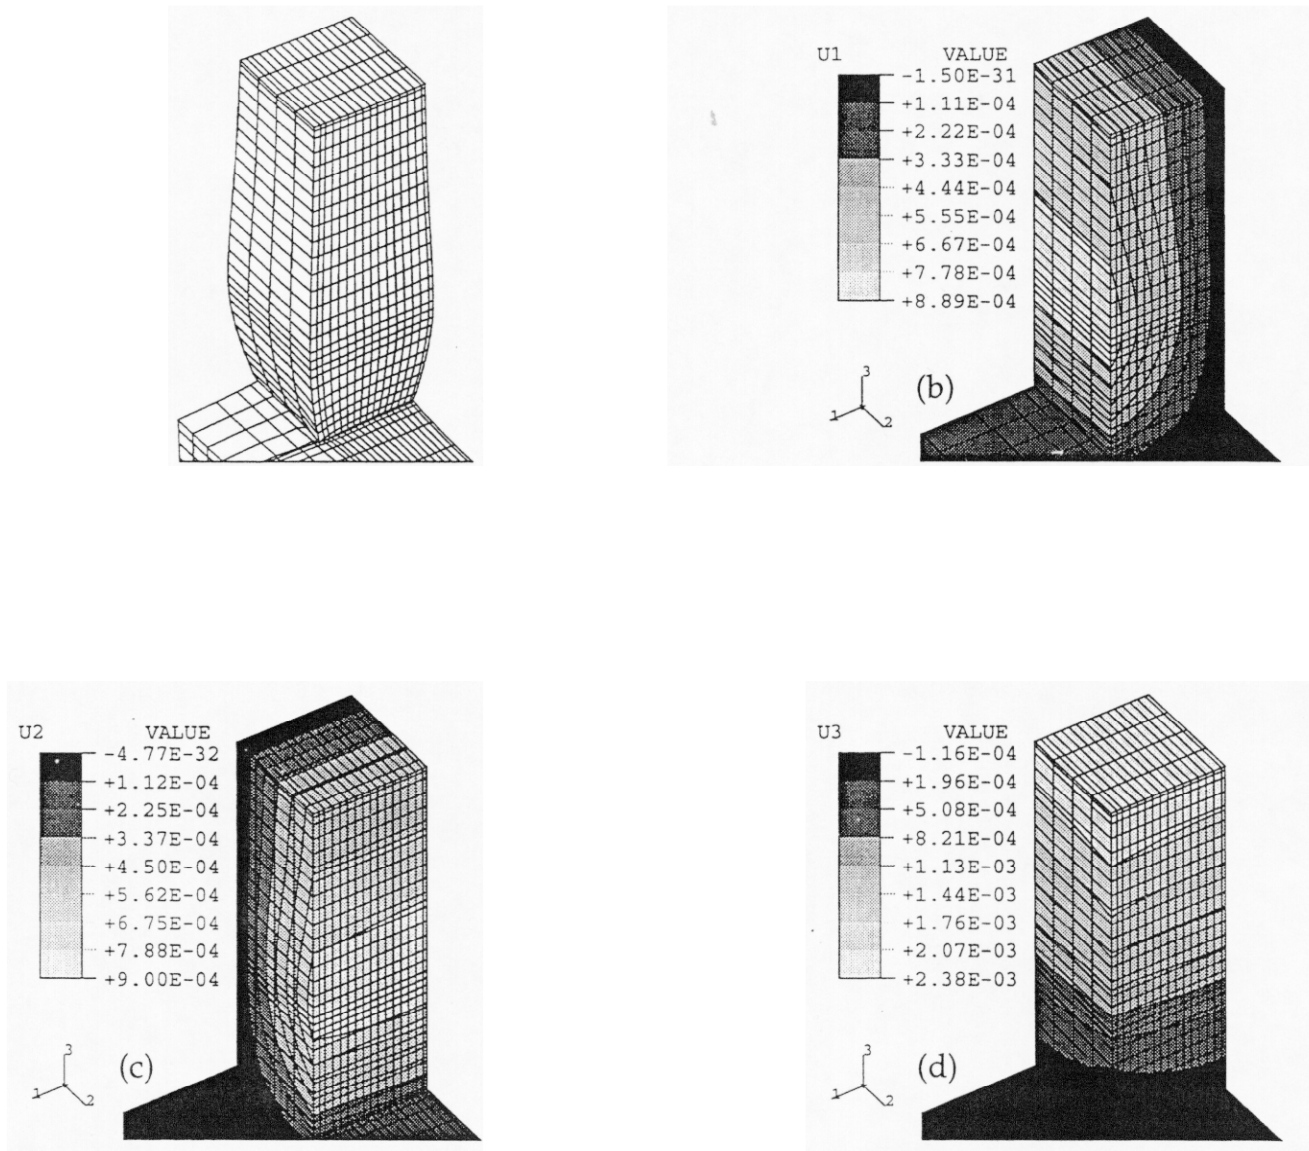 U1 VALUE
-1.50E-31
+1.11E-04
+2.22E-04
+3.33E-04
+4.44E-04
+5.55E-04
+6.67E-04
+7.78E-04
+8.89E-04
3
1
2
(b)
U2 VALUE
-4.77E-32
+1.12E-04
+2.25E-04
+3.37E-04
+4.50E-04
+5.62E-04
+6.75E-04
+7.88E-04
+9.00E-04
3
1
2
(c)
U3 VALUE
-1.16E-04
+1.96E-04
+5.08E-04
+8.21E-04
+1.13E-03
+1.44E-03
+1.76E-03
+2.07E-03
+2.38E-03
3
1
2
(d)